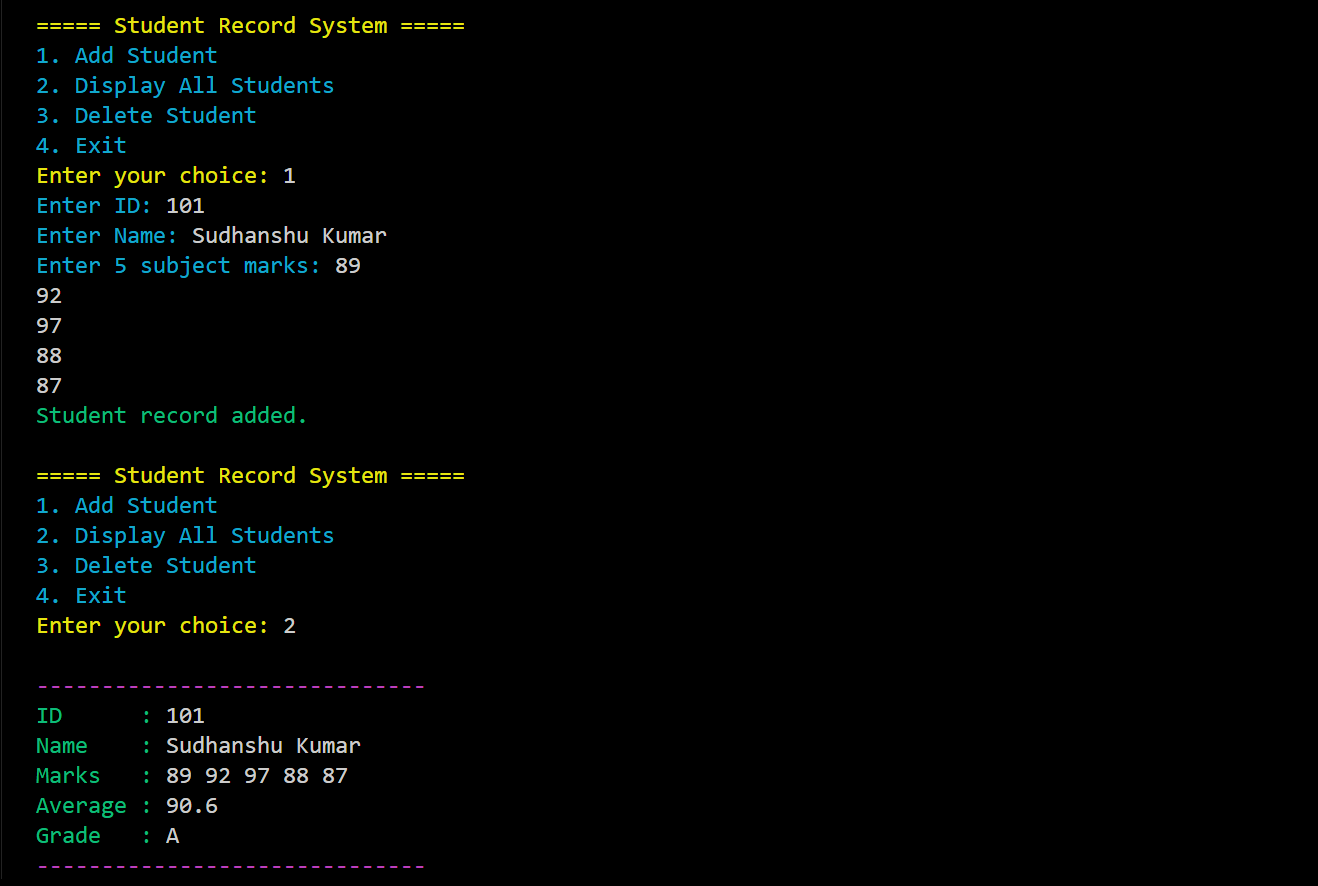 ===== Student Record System =====
1. Add Student
2. Display All Students
3. Delete Student
4. Exit
Enter your choice: 1
Enter ID: 101
Enter Name: Sudhanshu Kumar
Enter 5 subject marks: 89
92
97
88
87
Student record added.
===== Student Record System =====
1. Add Student
2. Display All Students
3. Delete Student
4. Exit
Enter your choice: 2
------------------------------
ID      : 101
Name    : Sudhanshu Kumar
Marks   : 89 92 97 88 87
Average : 90.6
Grade   : A
------------------------------